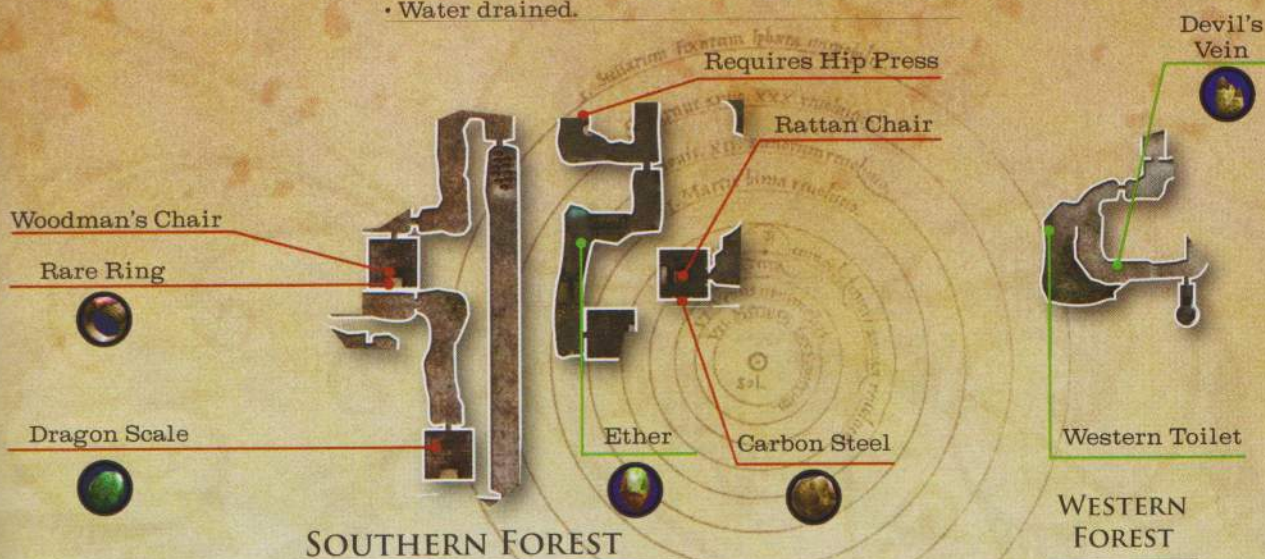 • Water drained.
Devil's
Vein
Requires Hip Press
Rattan Chair
Woodman's Chair
Rare Ring
Dragon Scale
Ether
Carbon Steel
Western Toilet
Sol.
SOUTHERN FOREST
WESTERN
FOREST